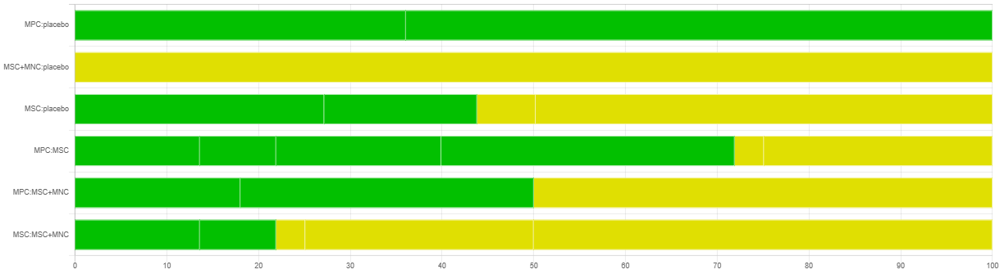 MPC:placebo
MSC+MNC:placebo
MSC:placebo
MPC:MSC
MPC:MSC+MNC
MSC:MSC+MNC
0 10 20 30 40 50 60 70 80 90 100